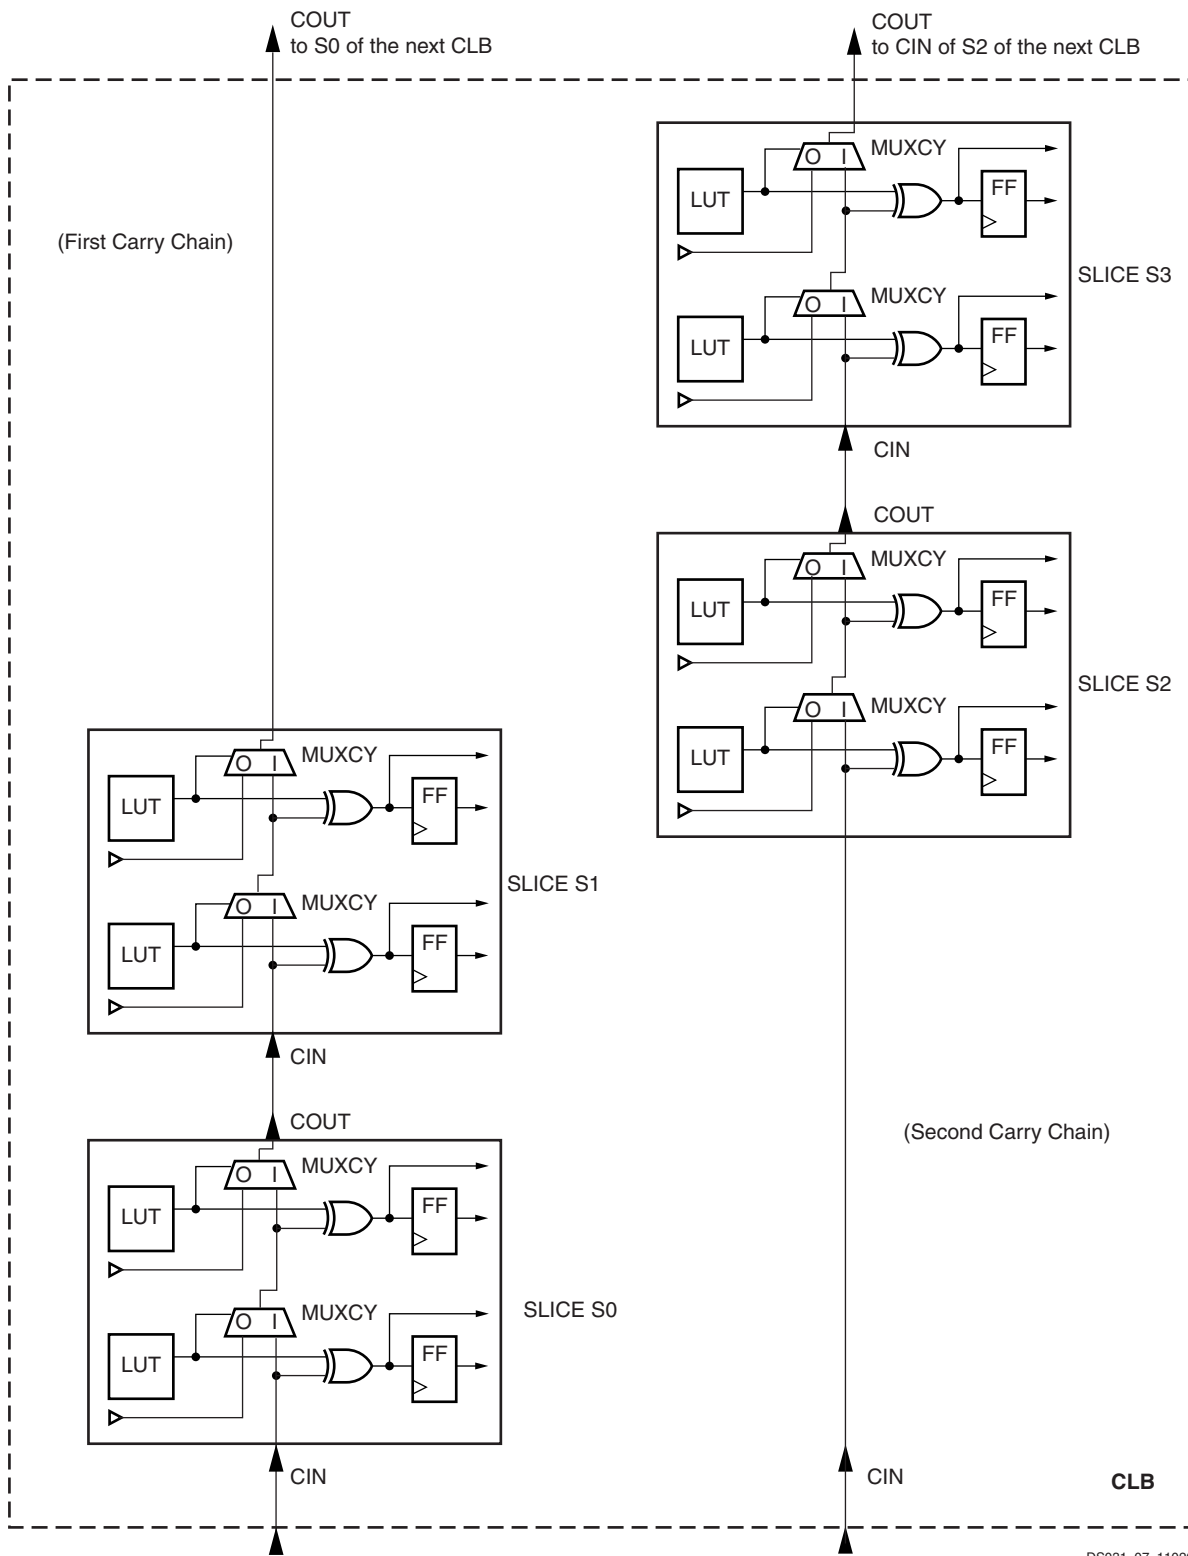 COUT
to S0 of the next CLB
COUT
to CIN of S2 of the next CLB
(First Carry Chain)
O I
MUXCY
LUT
FF
SLICE S3
O I
MUXCY
LUT
FF
CIN
COUT
O I
MUXCY
LUT
FF
SLICE S2
O I
MUXCY
LUT
FF
O I
MUXCY
LUT
FF
SLICE S1
O I
MUXCY
LUT
FF
CIN
COUT
(Second Carry Chain)
O I
MUXCY
LUT
FF
SLICE S0
O I
MUXCY
LUT
FF
CIN
CIN
CLB